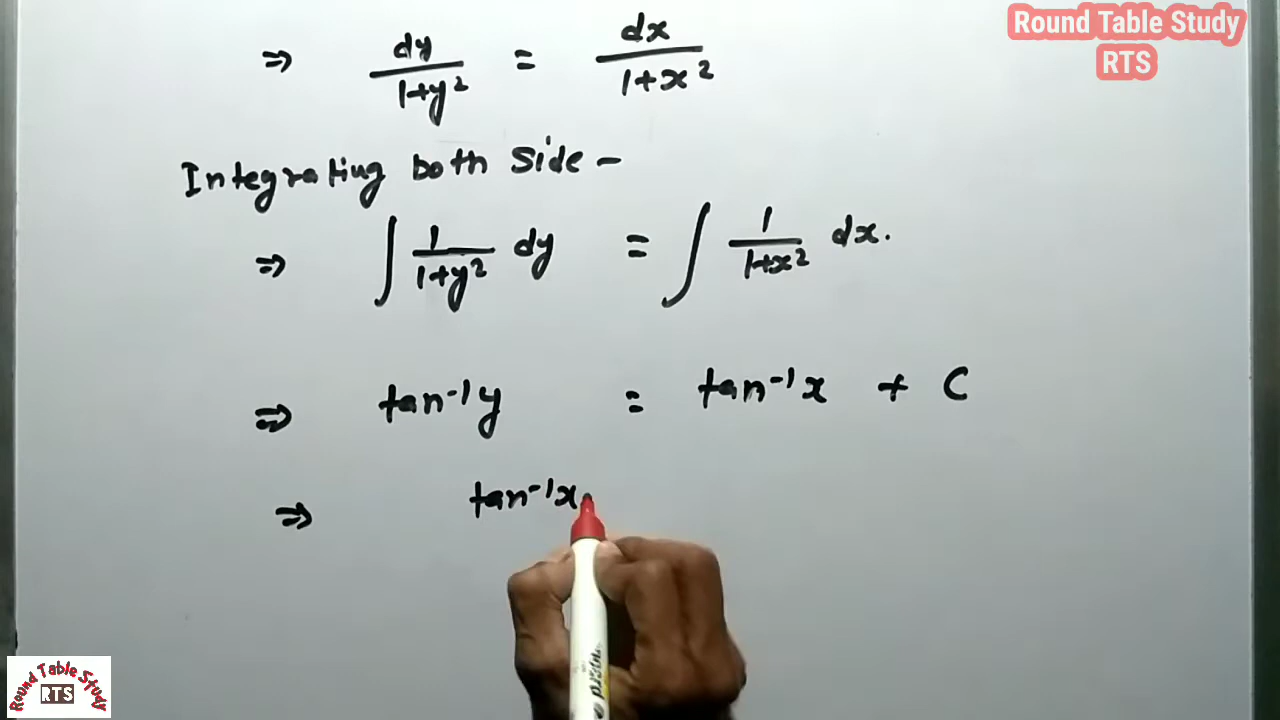 Round Table Study
RTS
⇒ dy/1+y² = dx/1+x²
Integrating both side –
⇒ ∫ 1/1+y² dy = ∫ 1/1+x² dx.
⇒ tan⁻¹y = tan⁻¹x + C
⇒ tan⁻¹x
Round Table Study
RTS